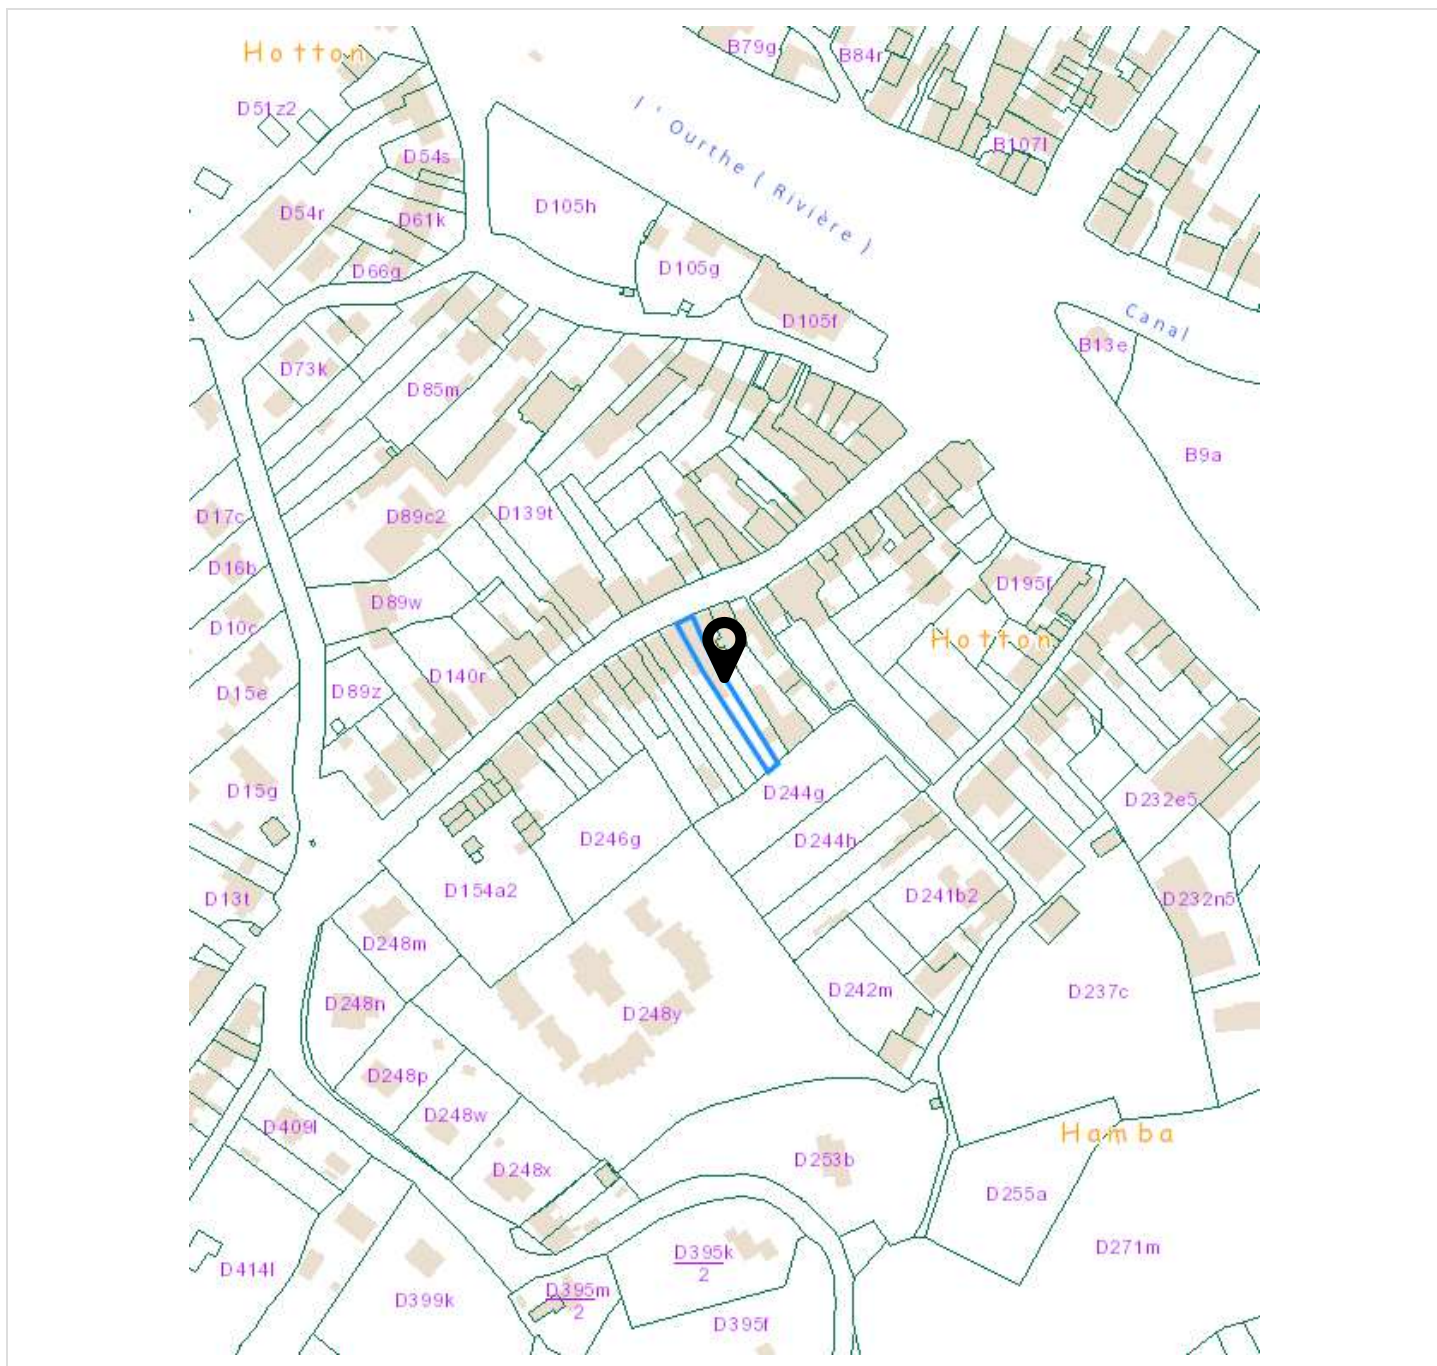 Hotton
B79g
B84r
D51z2
l'Ourthe (Rivière)
B107l
D54s
D54r
D61k
D105h
D66g
D105g
D105f
Canal
B13e
D73k
D85m
B9a
D17c
D89c2
D139t
D16b
D195f
D89w
D10c
Hotton
D140r
D89z
D15e
D15g
D244g
D232e5
D246g
D244h
D154a2
D13t
D241b2
D232n5
D248m
D242m
D237c
D248n
D248y
D248p
D248w
D409l
Hamba
D253b
D248x
D255a
D271m
D395k
2
D414l
D399k
D395m
2
D395f